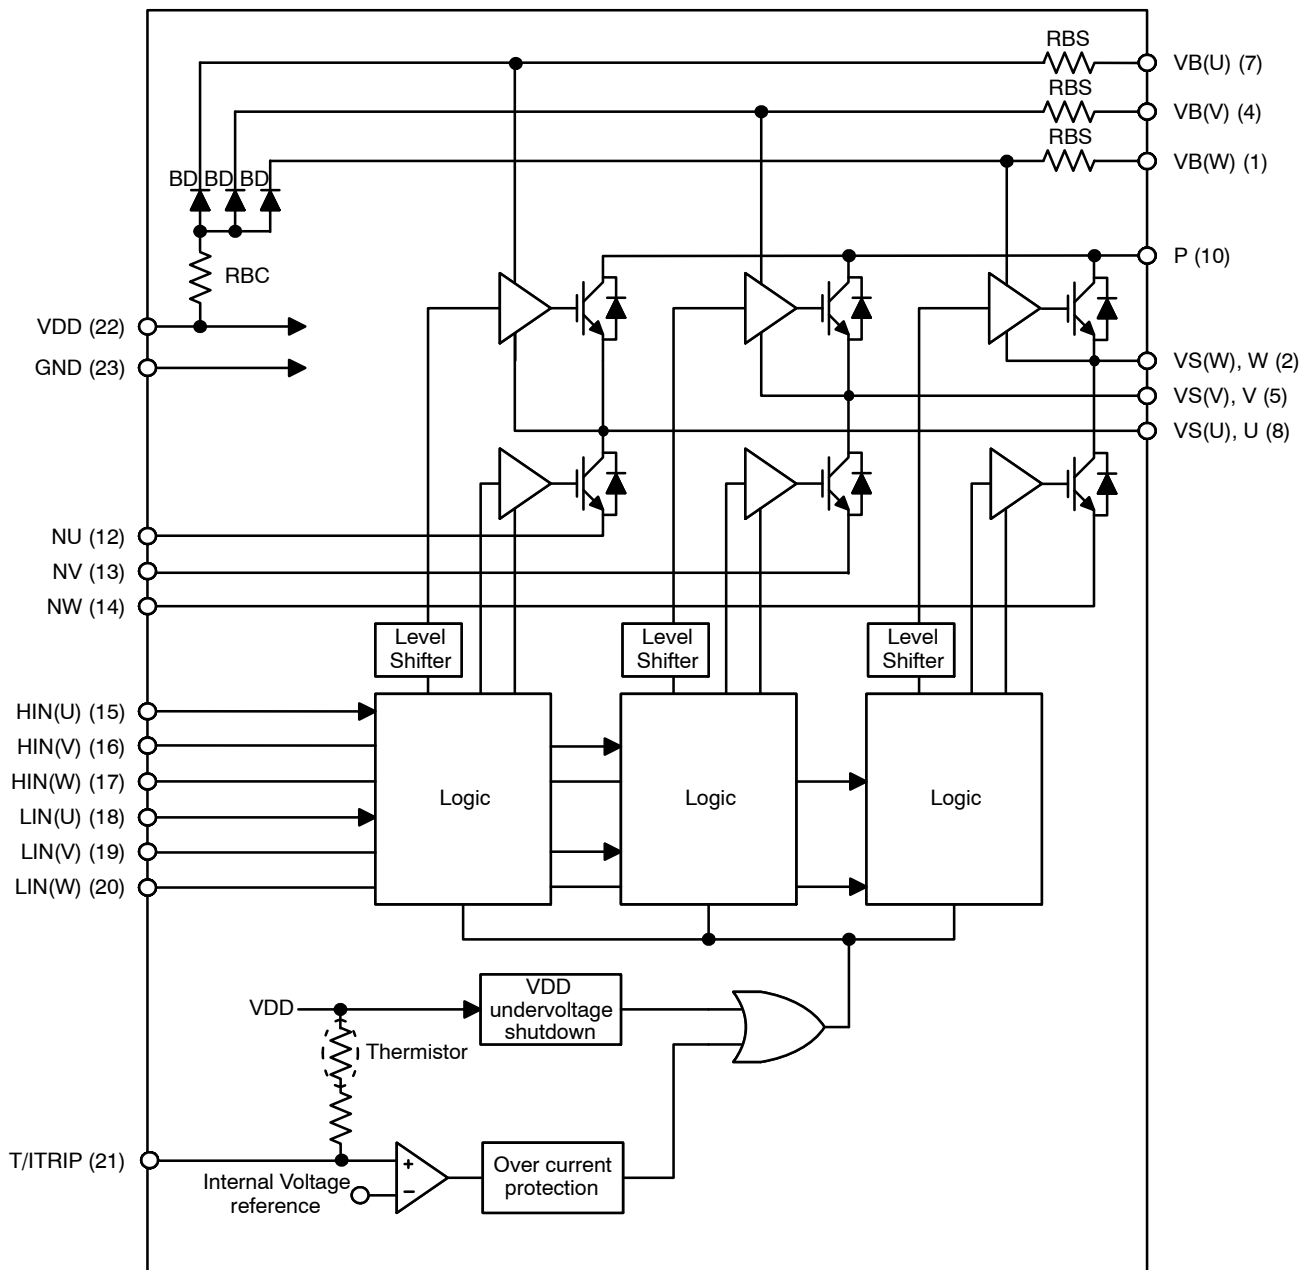 RBS
VB(U) (7)
RBS
VB(V) (4)
RBS
VB(W) (1)
BD BD BD
RBC
P (10)
VDD (22)
GND (23)
VS(W), W (2)
VS(V), V (5)
VS(U), U (8)
NU (12)
NV (13)
NW (14)
Level
Shifter
Level
Shifter
Level
Shifter
HIN(U) (15)
HIN(V) (16)
HIN(W) (17)
LIN(U) (18)
LIN(V) (19)
LIN(W) (20)
Logic
Logic
Logic
VDD
VDD
undervoltage
shutdown
Thermistor
T/ITRIP (21)
+
−
Internal Voltage
reference
Over current
protection